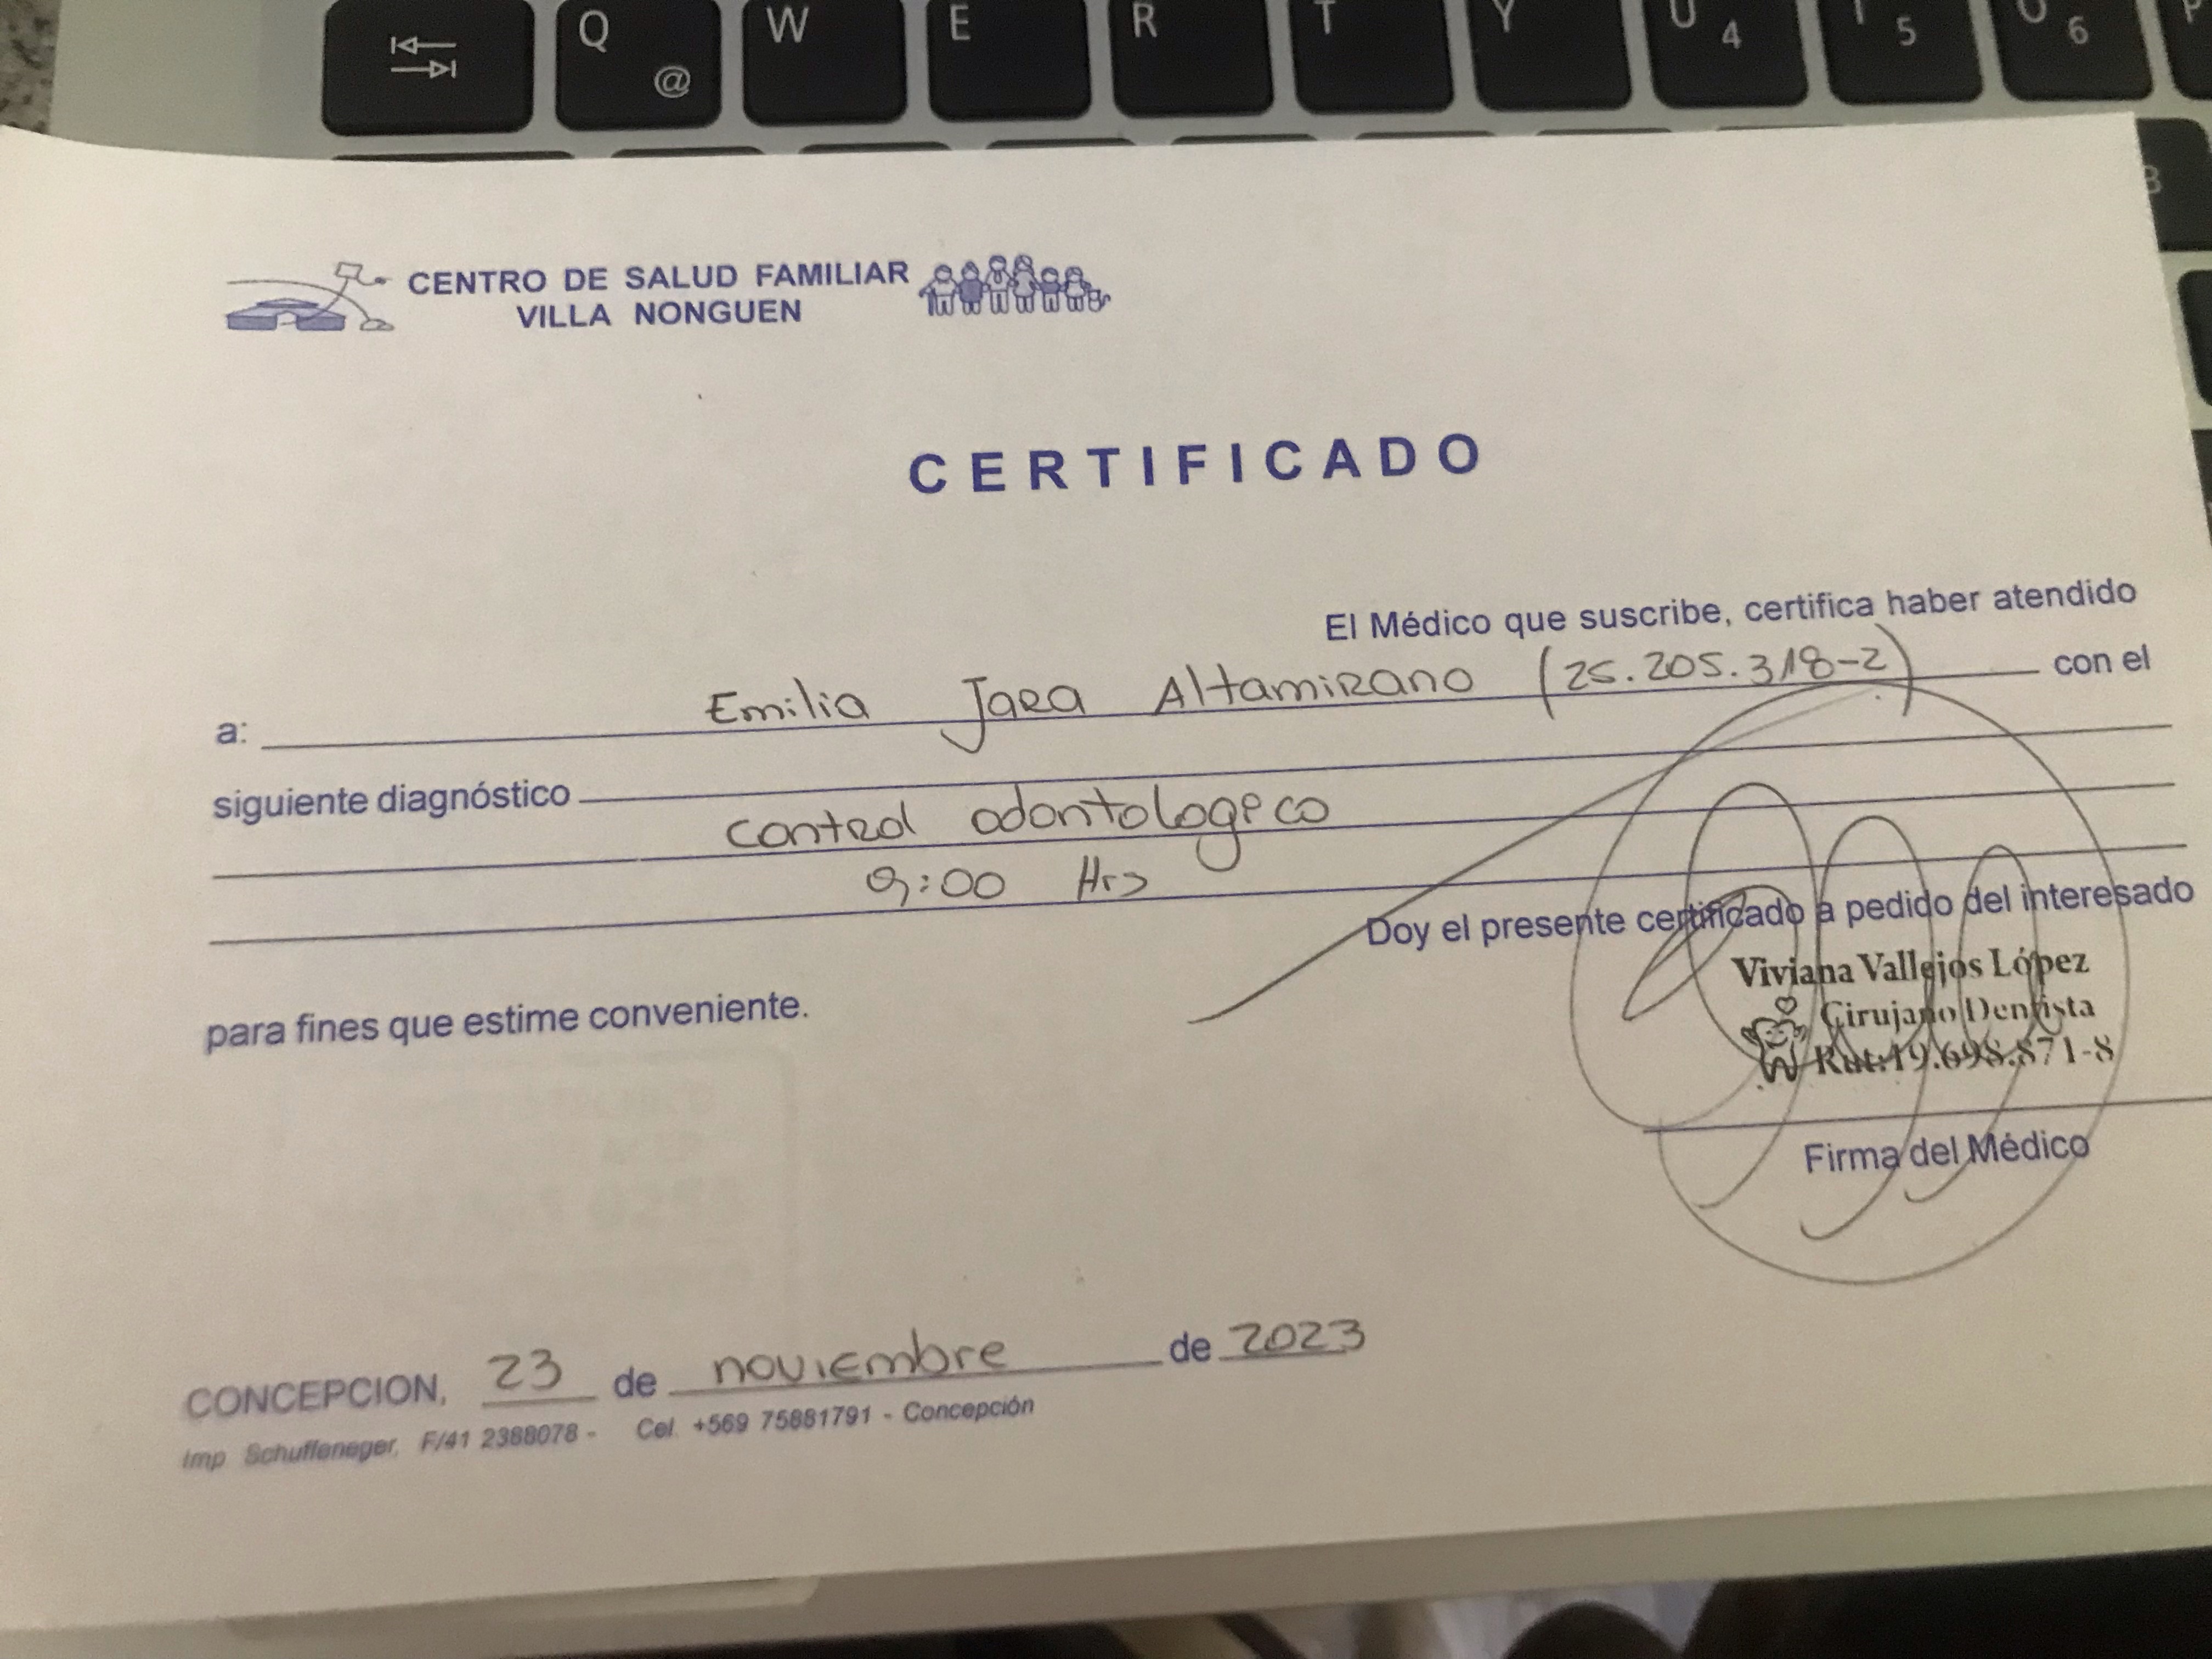 Q @ W E R T Y U 4 I 5 O 6 P
CENTRO DE SALUD FAMILIAR
VILLA NONGUEN
CERTIFICADO
El Médico que suscribe, certifica haber atendido
a: Emilia Jara Altamirano (25.205.318-2) con el
siguiente diagnóstico
control odontologico
9:00 Hrs
Doy el presente certificado a pedido del interesado
para fines que estime conveniente.
Viviana Vallejos López
Cirujano Dentista
Rut:19.698.871-8
Firma del Médico
CONCEPCION, 23 de noviembre de 2023
Imp Schuffeneger, F/41 2388078 - Cel. +569 75881791 - Concepción